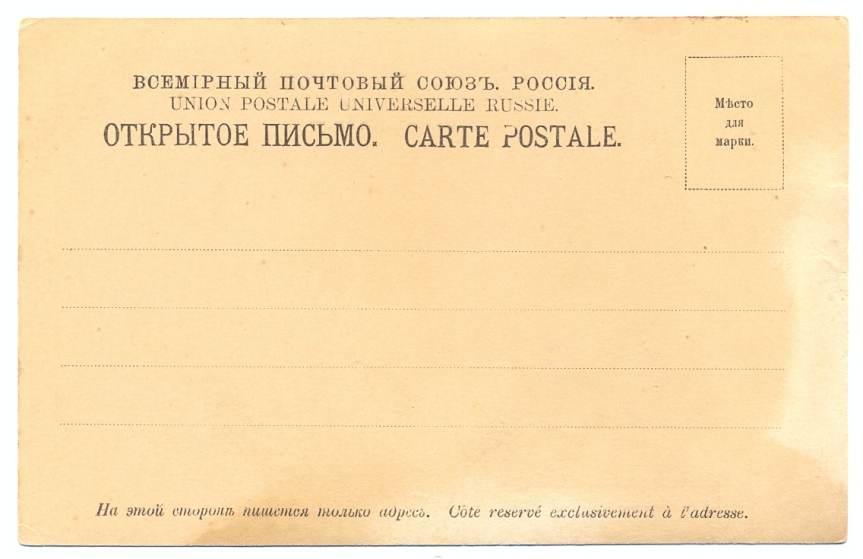 ВСЕМІРНЫЙ ПОЧТОВЫЙ СОЮЗЪ. РОССІЯ.
UNION POSTALE UNIVERSELLE RUSSIE.
ОТКРЫТОЕ ПИСЬМО. CARTE POSTALE.
Мѣсто
для
марки.
На этой сторонѣ пишется только адресъ. Côté reservé exclusivement à l'adresse.